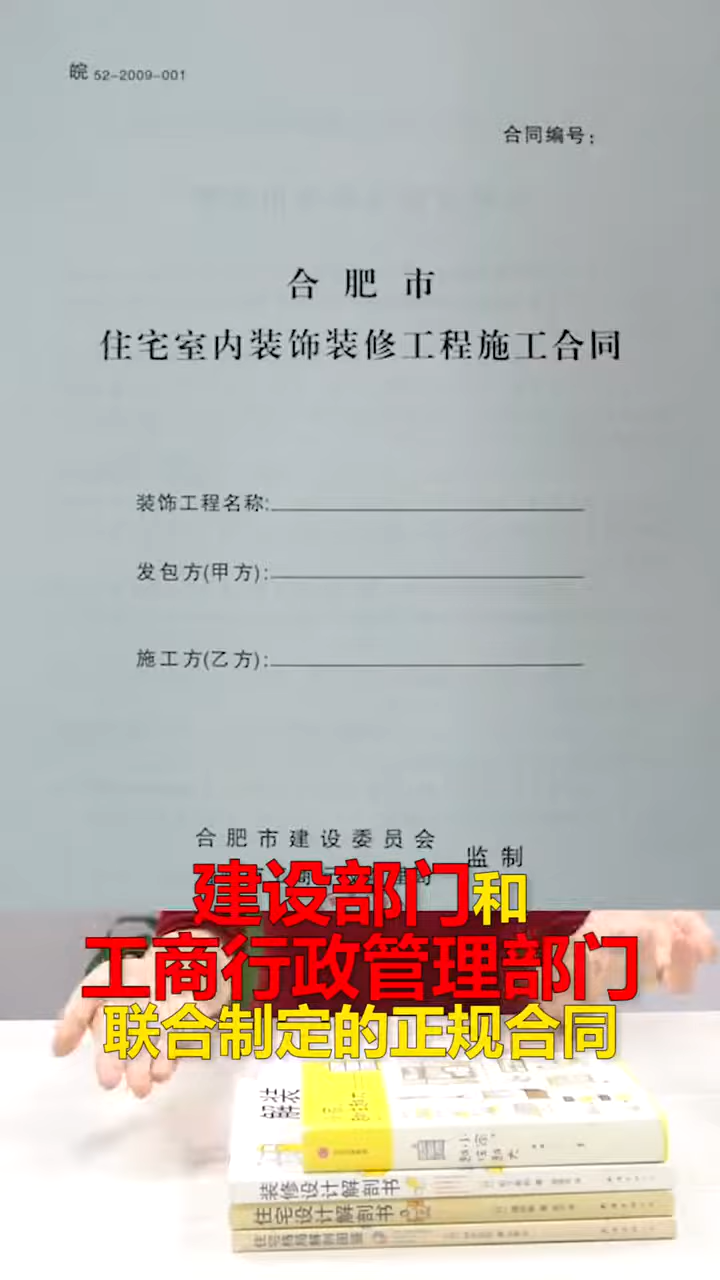 皖 52-2009-001
合同编号：
合肥市
住宅室内装饰装修工程施工合同
装饰工程名称:
发包方(甲方):
施工方(乙方):
合肥市建设委员会
监制
建设部门和
工商行政管理部门
联合制定的正规合同
解装
装修设计解剖书
住宅设计解剖书